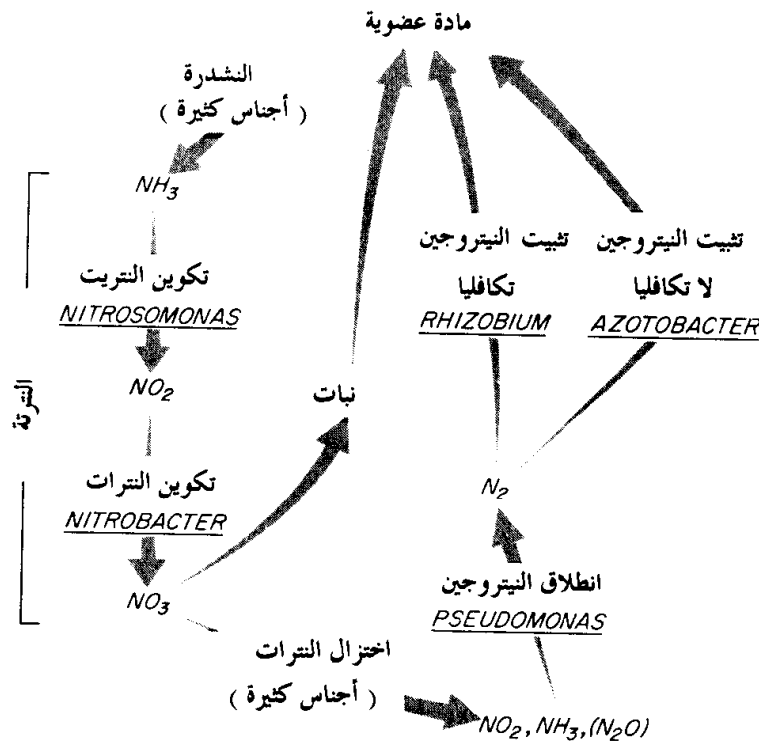 مادة عضوية
النشدرة
( أجناس كثيرة )
NH₃
تكوين النتريت
NITROSOMONAS
NO₂
النترتة
تكوين النترات
NITROBACTER
NO₃
نبات
تثبيت النيتروجين
تكافليا
RHIZOBIUM
تثبيت النيتروجين
لا تكافليا
AZOTOBACTER
N₂
انطلاق النيتروجين
PSEUDOMONAS
اختزال النترات
( أجناس كثيرة )
NO₂, NH₃, (N₂O)